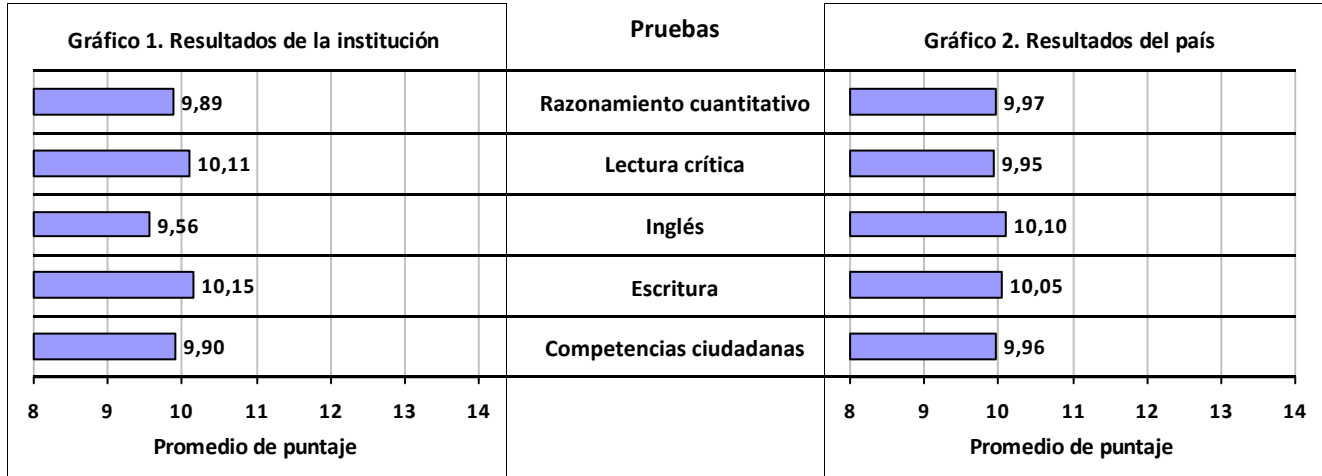 Gráfico 1. Resultados de la institución
Pruebas
Gráfico 2. Resultados del país
9,89
Razonamiento cuantitativo
9,97
10,11
Lectura crítica
9,95
9,56
Inglés
10,10
10,15
Escritura
10,05
9,90
Competencias ciudadanas
9,96
8 9 10 11 12 13 14
8 9 10 11 12 13 14
Promedio de puntaje
Promedio de puntaje